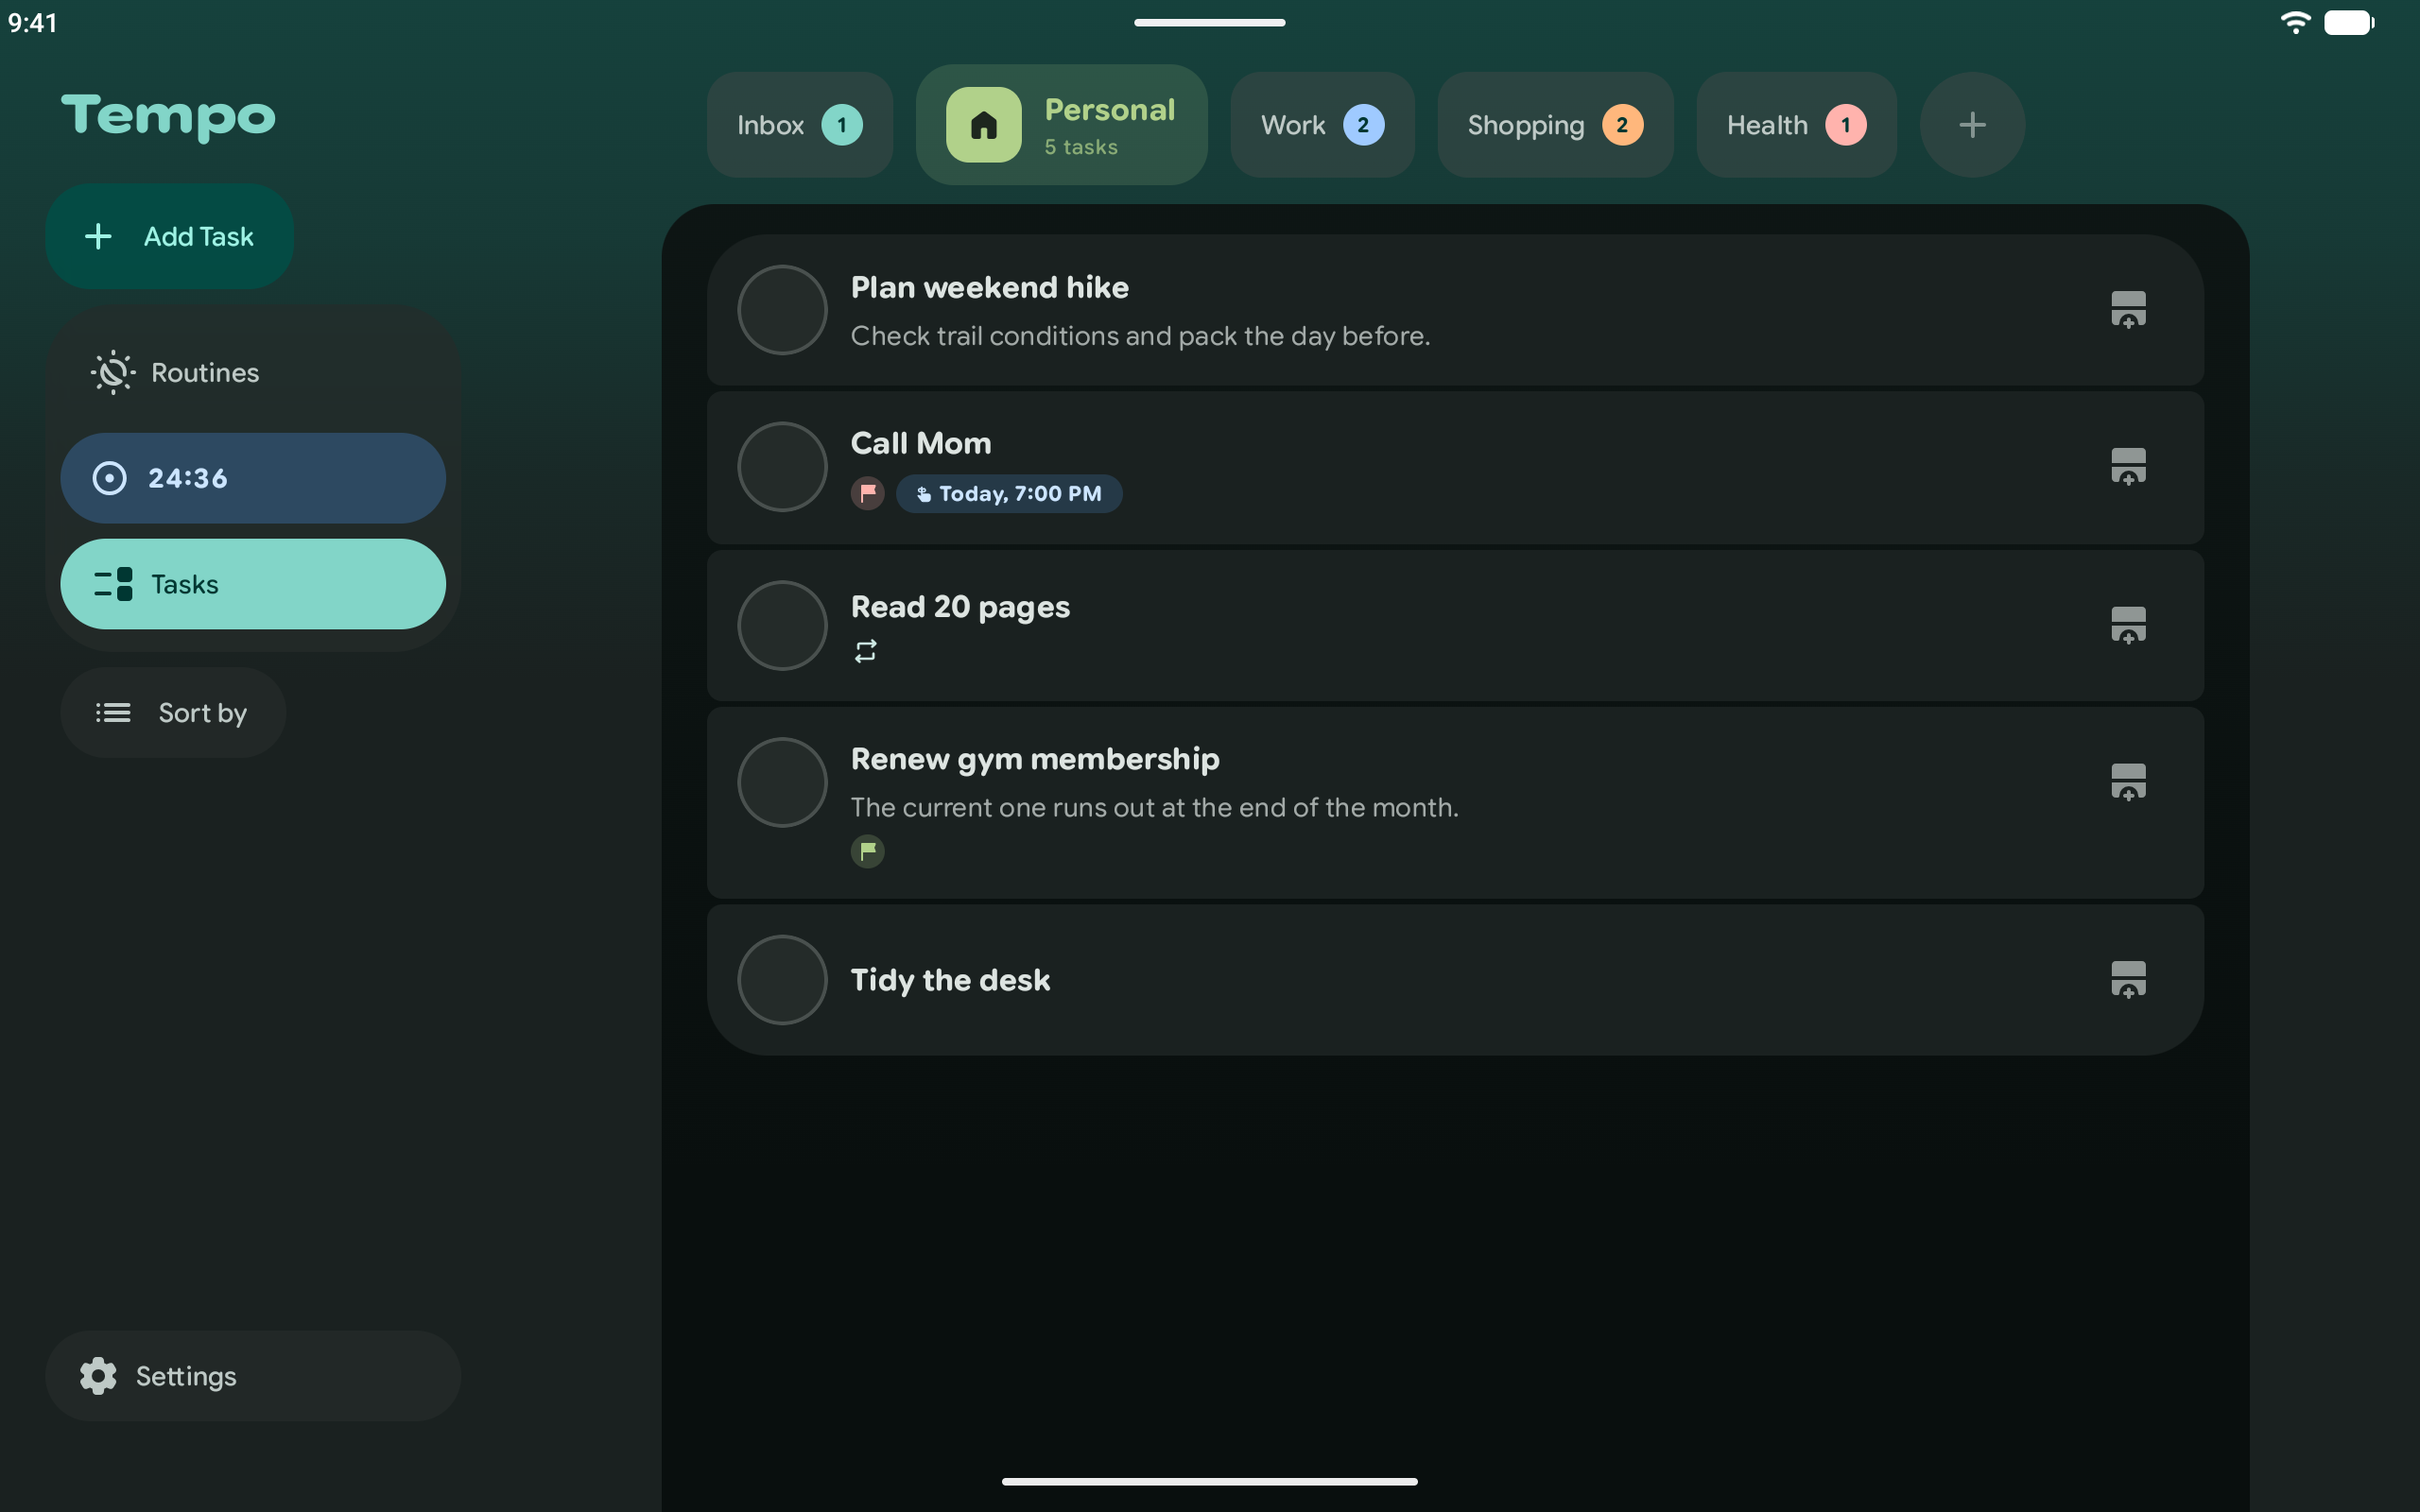 9:41
Tempo
Add Task
Routines
24:36
Tasks
Sort by
Settings
Inbox 1
Personal
5 tasks
Work 2
Shopping 2
Health 1
Plan weekend hike
Check trail conditions and pack the day before.
Call Mom
Today, 7:00 PM
Read 20 pages
Renew gym membership
The current one runs out at the end of the month.
Tidy the desk